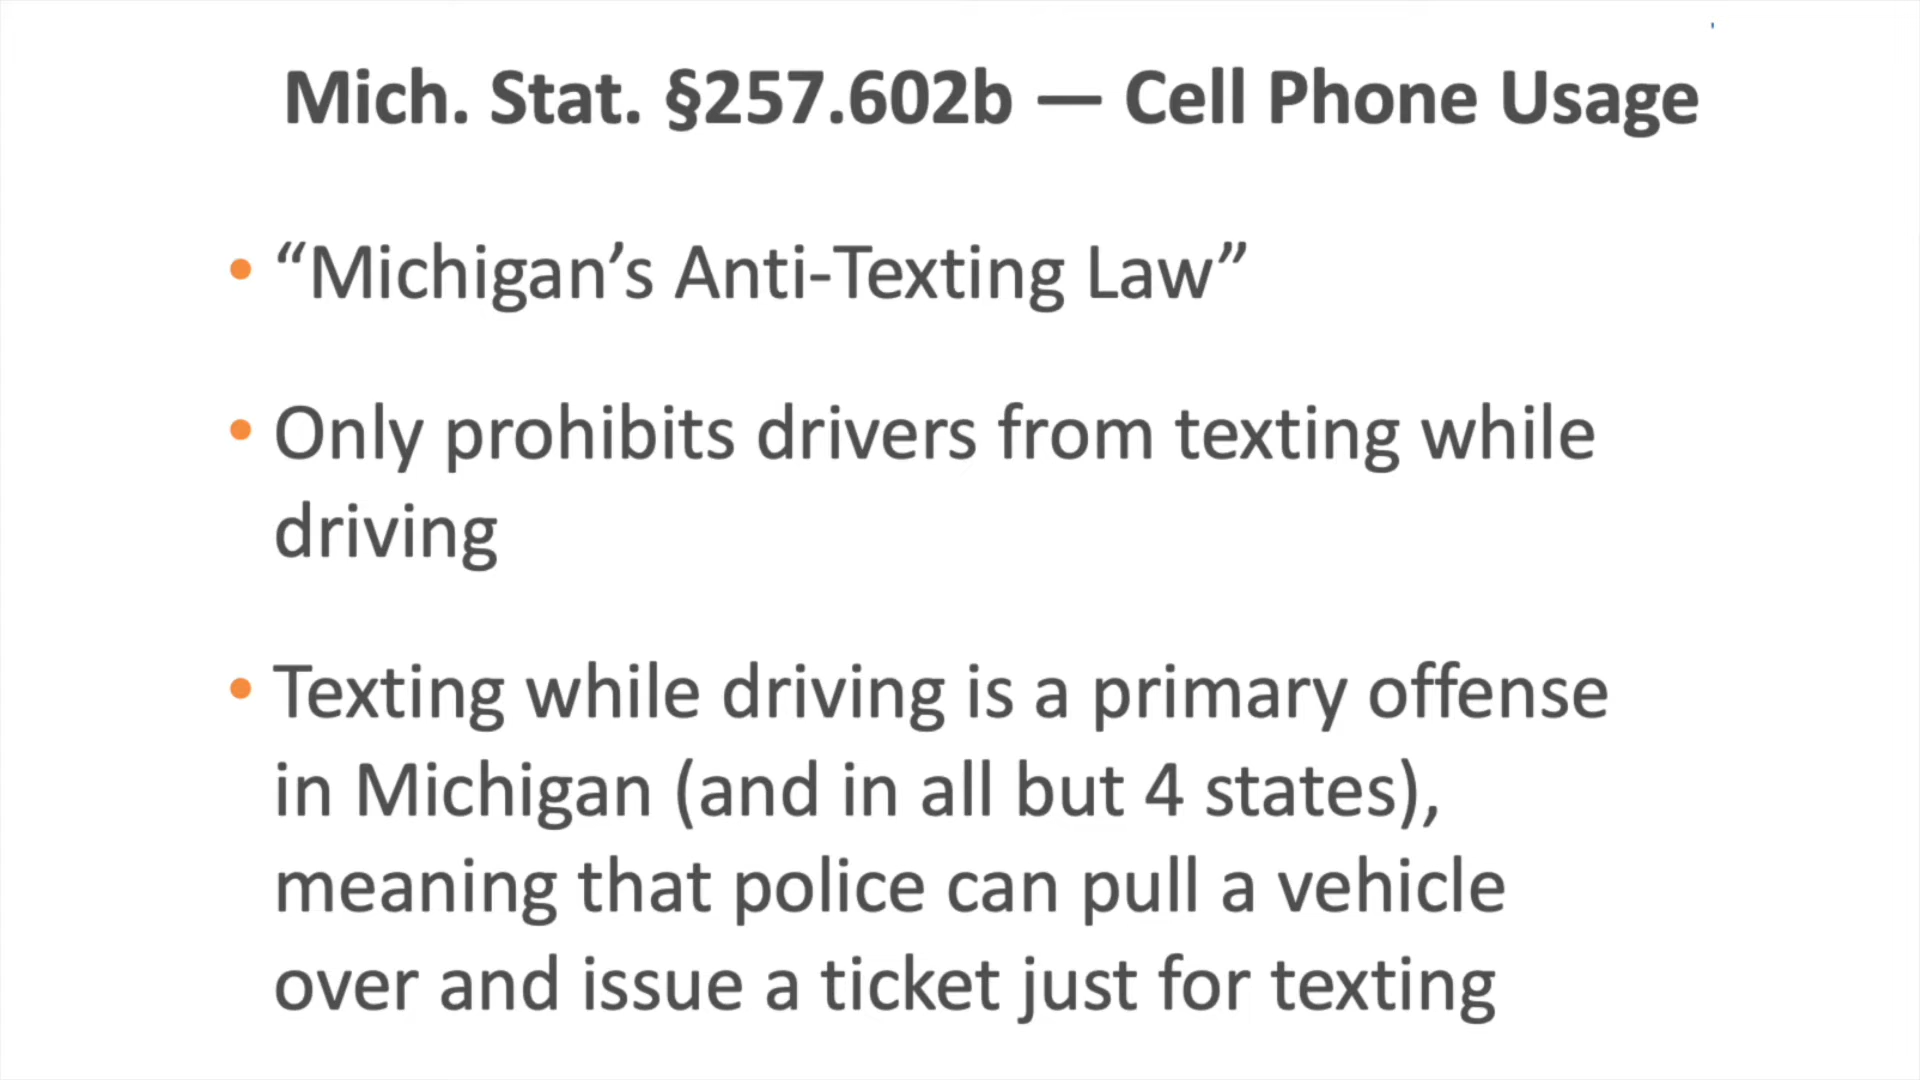 Mich. Stat. §257.602b — Cell Phone Usage
• “Michigan’s Anti-Texting Law”
• Only prohibits drivers from texting while
driving
• Texting while driving is a primary offense
in Michigan (and in all but 4 states),
meaning that police can pull a vehicle
over and issue a ticket just for texting